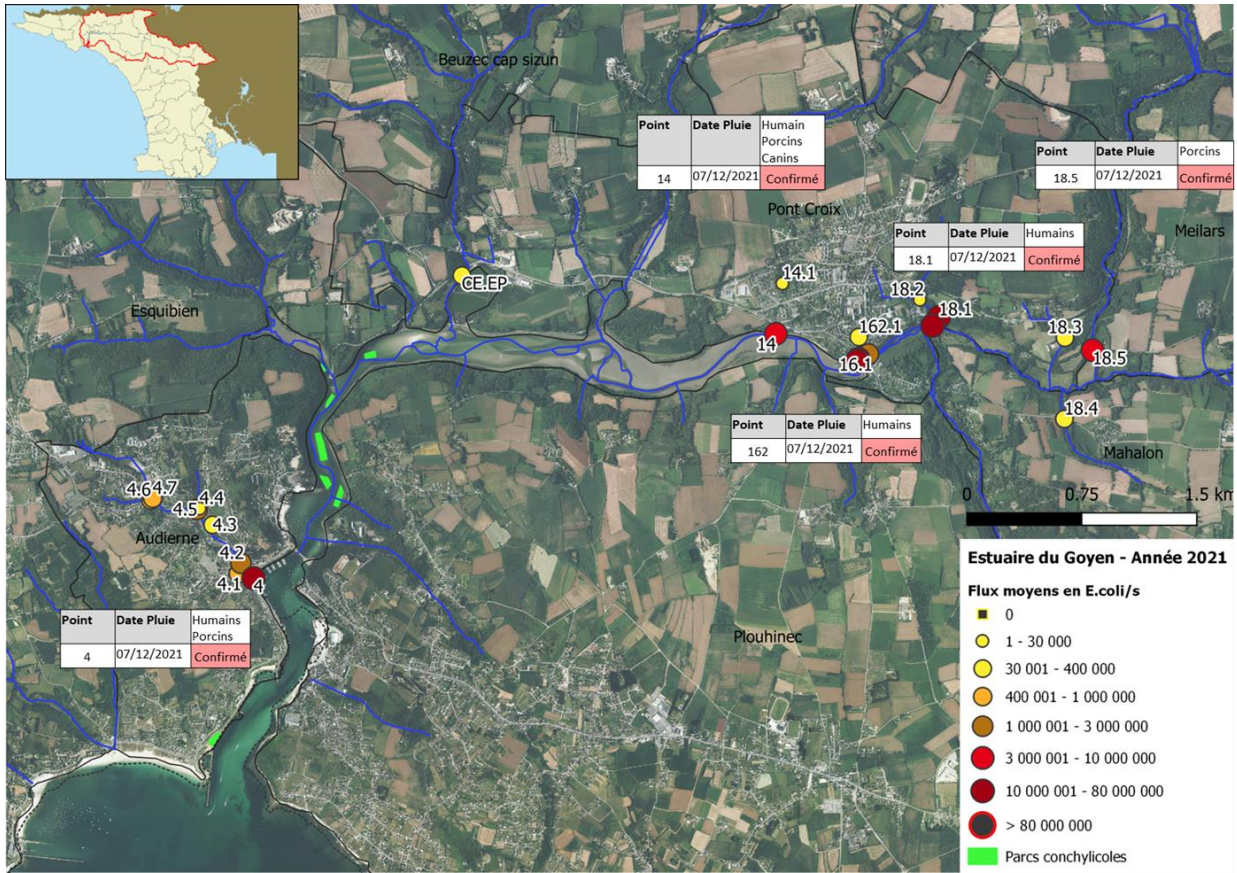 Beuzec cap sizun
Point Date Pluie Humain
Porcins
Canins
14 07/12/2021 Confirmé
Point Date Pluie Porcins
18.5 07/12/2021 Confirmé
Pont Croix
Meilars
Point Date Pluie Humains
18.1 07/12/2021 Confirmé
CE.EP
14.1
18.2
18.1
Esquibien
162.1
18.3
14
16.1
18.5
18.4
Point Date Pluie Humains
162 07/12/2021 Confirmé
Mahalon
4.6
4.7
4.4
4.5
4.3
Audierne
4.2
4.1
4
0 0.75 1.5 km
Point Date Pluie Humains
Porcins
4 07/12/2021 Confirmé
Plouhinec
Estuaire du Goyen - Année 2021
Flux moyens en E.coli/s
0
1 - 30 000
30 001 - 400 000
400 001 - 1 000 000
1 000 001 - 3 000 000
3 000 001 - 10 000 000
10 000 001 - 80 000 000
> 80 000 000
Parcs conchylicoles